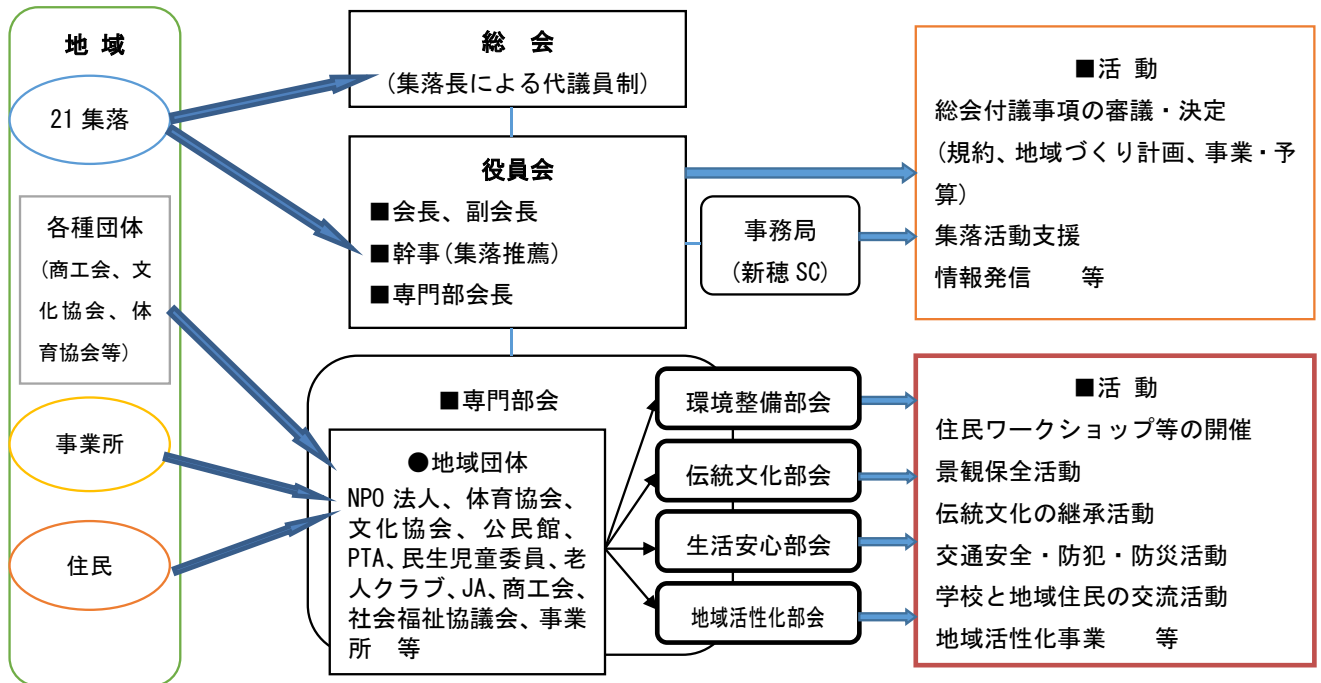 地 域
21 集落
各種団体
(商工会、文
化協会、体
育協会等)
事業所
住民
総　会
(集落長による代議員制)
役員会
■会長、副会長
■幹事(集落推薦)
■専門部会長
事務局
(新穂 SC)
■専門部会
●地域団体
NPO 法人、体育協会、
文化協会、公民館、
PTA、民生児童委員、老
人クラブ、JA、商工会、
社会福祉協議会、事業
所　等
環境整備部会
伝統文化部会
生活安心部会
地域活性化部会
■活 動
総会付議事項の審議・決定
(規約、地域づくり計画、事業・予
算)
集落活動支援
情報発信　　等
■活 動
住民ワークショップ等の開催
景観保全活動
伝統文化の継承活動
交通安全・防犯・防災活動
学校と地域住民の交流活動
地域活性化事業　　等